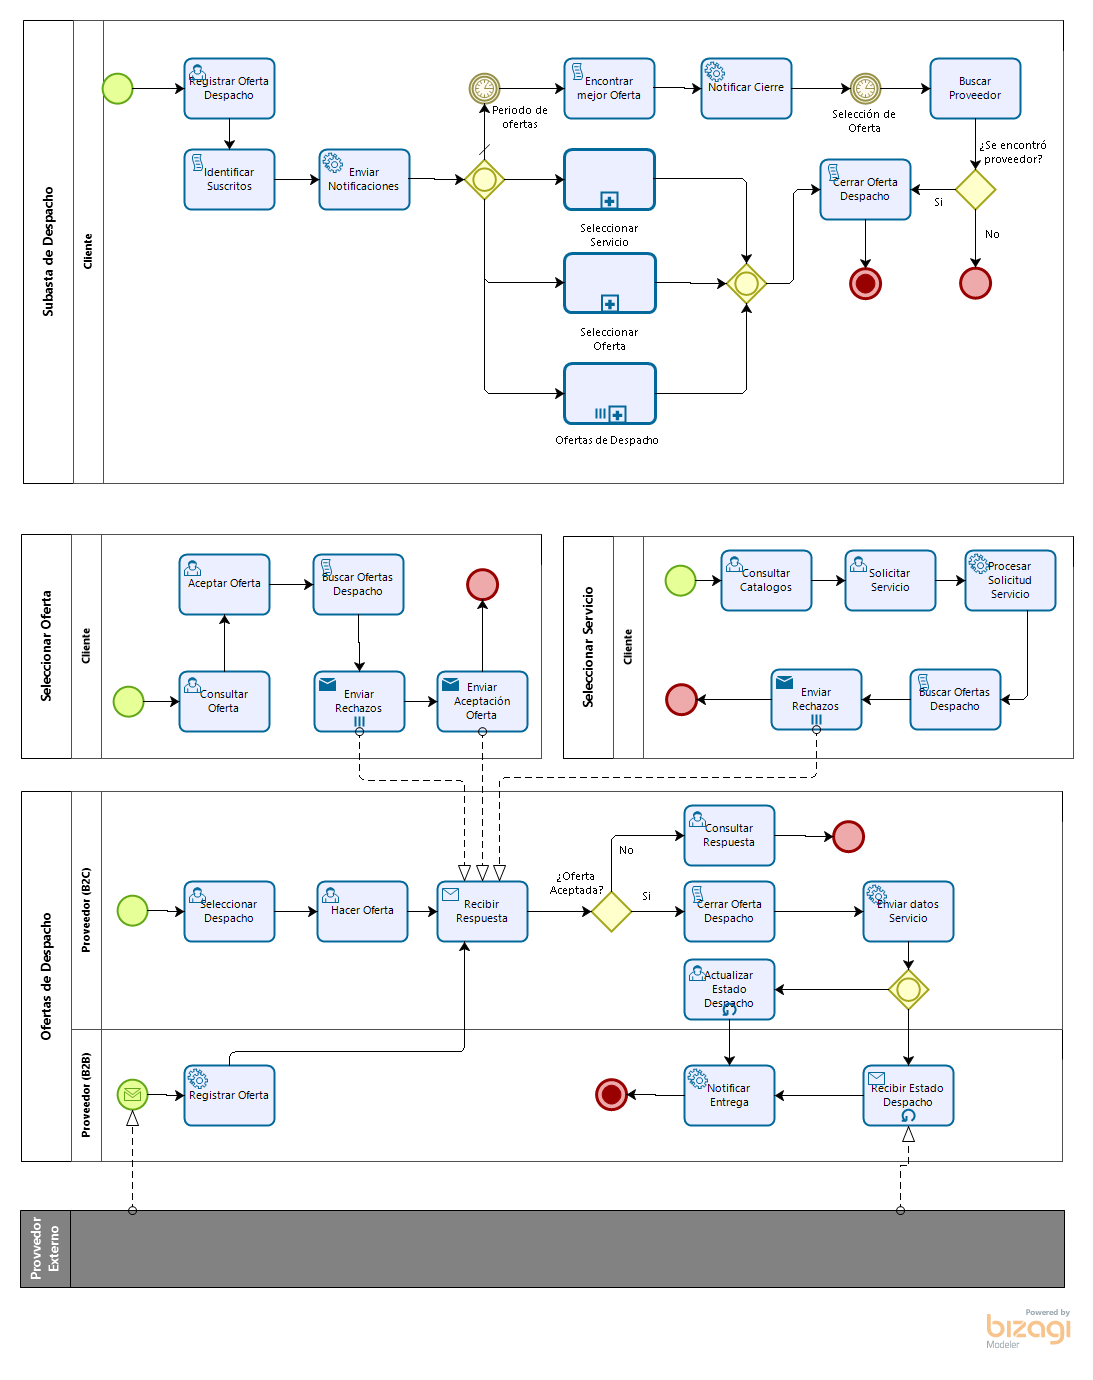 Subasta de Despacho
Cliente
Registrar Oferta
Despacho
Identificar
Suscritos
Enviar
Notificaciones
Periodo de
ofertas
Encontrar
mejor Oferta
Notificar Cierre
Selección de
Oferta
Buscar
Proveedor
¿Se encontró
proveedor?
Si
No
Cerrar Oferta
Despacho
Seleccionar
Servicio
Seleccionar
Oferta
Ofertas de Despacho
Seleccionar Oferta
Cliente
Aceptar Oferta
Buscar Ofertas
Despacho
Consultar
Oferta
Enviar
Rechazos
Enviar
Aceptación
Oferta
Seleccionar Servicio
Cliente
Consultar
Catalogos
Solicitar
Servicio
Procesar
Solicitud
Servicio
Enviar
Rechazos
Buscar Ofertas
Despacho
Ofertas de Despacho
Proveedor (B2C)
Seleccionar
Despacho
Hacer Oferta
Recibir
Respuesta
¿Oferta
Aceptada?
No
Si
Consultar
Respuesta
Cerrar Oferta
Despacho
Enviar datos
Servicio
Actualizar
Estado
Despacho
Proveedor (B2B)
Registrar Oferta
Notificar
Entrega
Recibir Estado
Despacho
Provvedor
Externo
Powered by
bizagi
Modeler